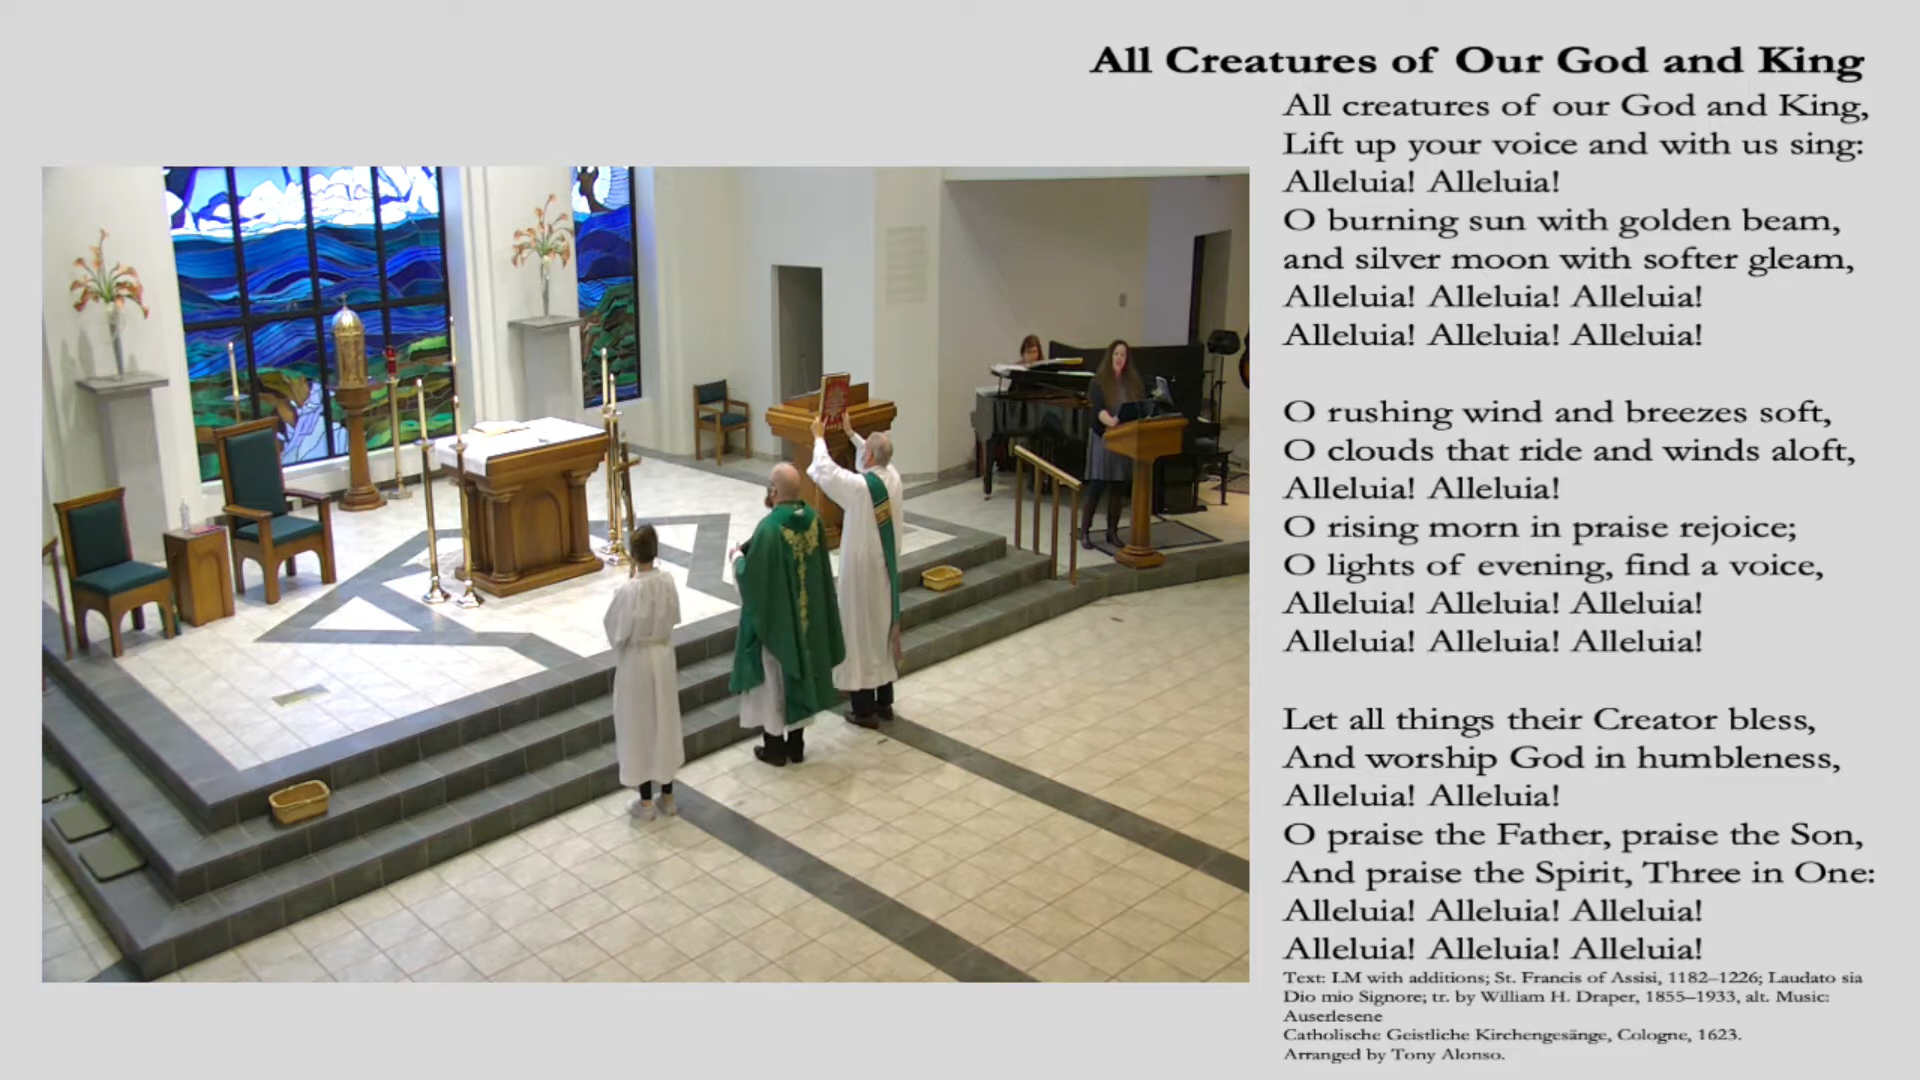 All Creatures of Our God and King
All creatures of our God and King,
Lift up your voice and with us sing:
Alleluia! Alleluia!
O burning sun with golden beam,
and silver moon with softer gleam,
Alleluia! Alleluia! Alleluia!
Alleluia! Alleluia! Alleluia!
O rushing wind and breezes soft,
O clouds that ride and winds aloft,
Alleluia! Alleluia!
O rising morn in praise rejoice;
O lights of evening, find a voice,
Alleluia! Alleluia! Alleluia!
Alleluia! Alleluia! Alleluia!
Let all things their Creator bless,
And worship God in humbleness,
Alleluia! Alleluia!
O praise the Father, praise the Son,
And praise the Spirit, Three in One:
Alleluia! Alleluia! Alleluia!
Alleluia! Alleluia! Alleluia!
Text: LM with additions; St. Francis of Assisi, 1182–1226; Laudato sia
Dio mio Signore; tr. by William H. Draper, 1855–1933, alt. Music:
Auserlesene
Catholische Geistliche Kirchengesänge, Cologne, 1623.
Arranged by Tony Alonso.